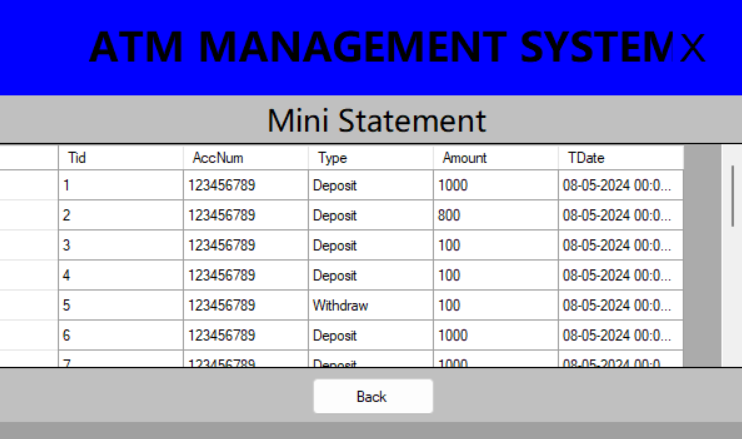 ATM MANAGEMENT SYSTEM X
Mini Statement
Tid AccNum Type Amount TDate
1 123456789 Deposit 1000 08-05-2024 00:0...
2 123456789 Deposit 800 08-05-2024 00:0...
3 123456789 Deposit 100 08-05-2024 00:0...
4 123456789 Deposit 100 08-05-2024 00:0...
5 123456789 Withdraw 100 08-05-2024 00:0...
6 123456789 Deposit 1000 08-05-2024 00:0...
7 123456789 Deposit 1000 08-05-2024 00:0...
Back